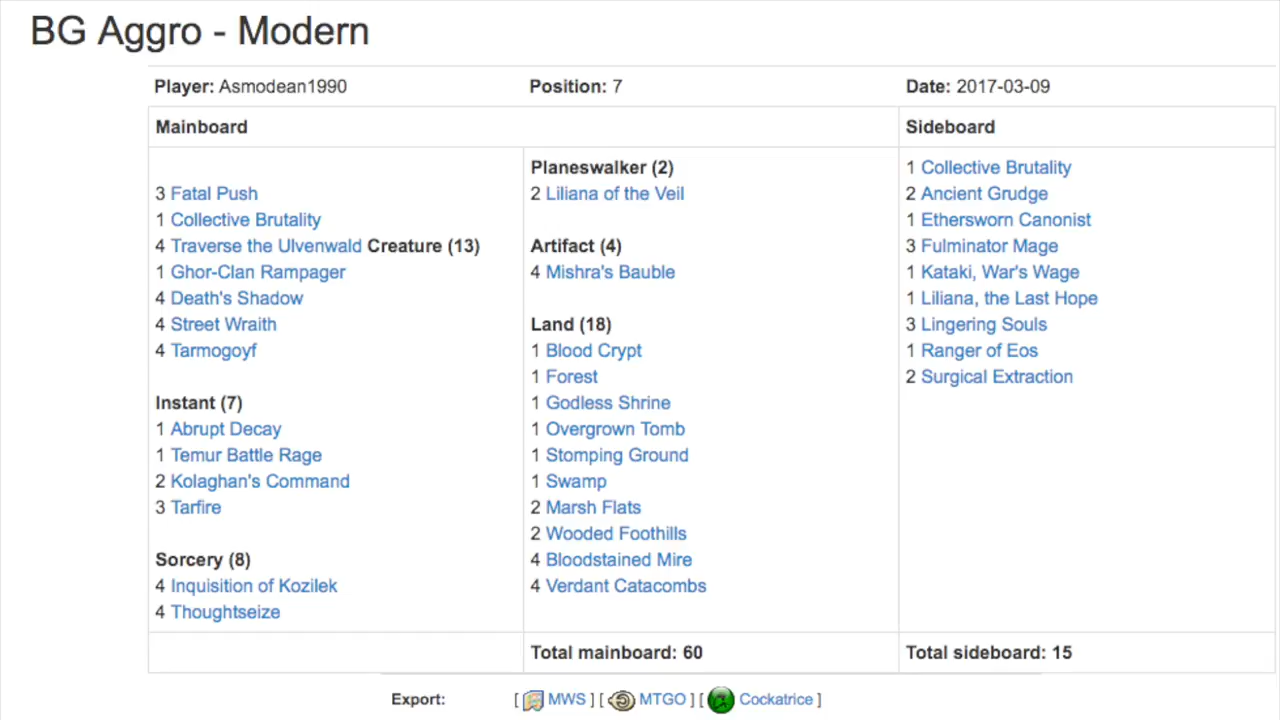 BG Aggro - Modern
Player: Asmodean1990
Position: 7
Date: 2017-03-09
Mainboard
Sideboard
3 Fatal Push
1 Collective Brutality
4 Traverse the Ulvenwald Creature (13)
1 Ghor-Clan Rampager
4 Death's Shadow
4 Street Wraith
4 Tarmogoyf
Instant (7)
1 Abrupt Decay
1 Temur Battle Rage
2 Kolaghan's Command
3 Tarfire
Sorcery (8)
4 Inquisition of Kozilek
4 Thoughtseize
Planeswalker (2)
2 Liliana of the Veil
Artifact (4)
4 Mishra's Bauble
Land (18)
1 Blood Crypt
1 Forest
1 Godless Shrine
1 Overgrown Tomb
1 Stomping Ground
1 Swamp
2 Marsh Flats
2 Wooded Foothills
4 Bloodstained Mire
4 Verdant Catacombs
1 Collective Brutality
2 Ancient Grudge
1 Ethersworn Canonist
3 Fulminator Mage
1 Kataki, War's Wage
1 Liliana, the Last Hope
3 Lingering Souls
1 Ranger of Eos
2 Surgical Extraction
Total mainboard: 60
Total sideboard: 15
Export: [ MWS ] [ MTGO ] [ Cockatrice ]